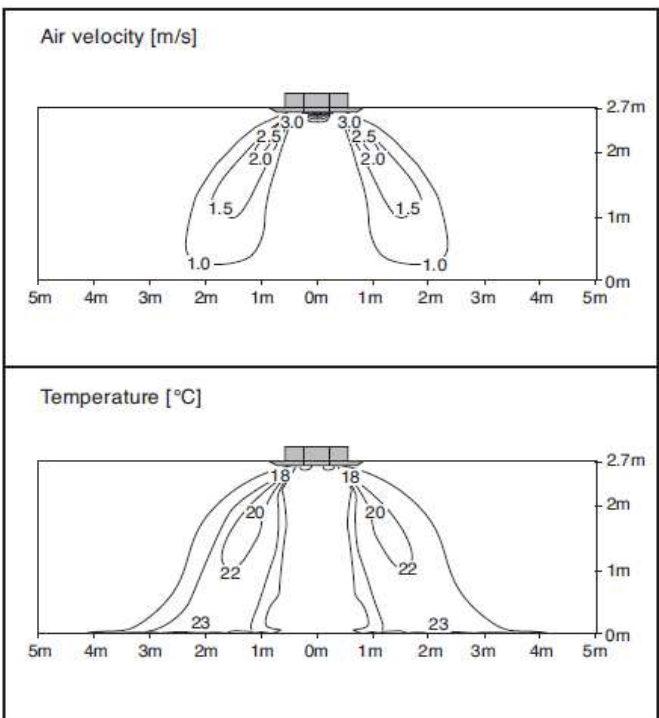 Air velocity [m/s]
3.0 3.0 2.7m
2.5 2.5
2.0 2.0 2m
1.5 1.5 1m
1.0 1.0
0m
5m 4m 3m 2m 1m 0m 1m 2m 3m 4m 5m
Temperature [°C]
2.7m
18 18
2m
20 20
22 22 1m
23 23
0m
5m 4m 3m 2m 1m 0m 1m 2m 3m 4m 5m